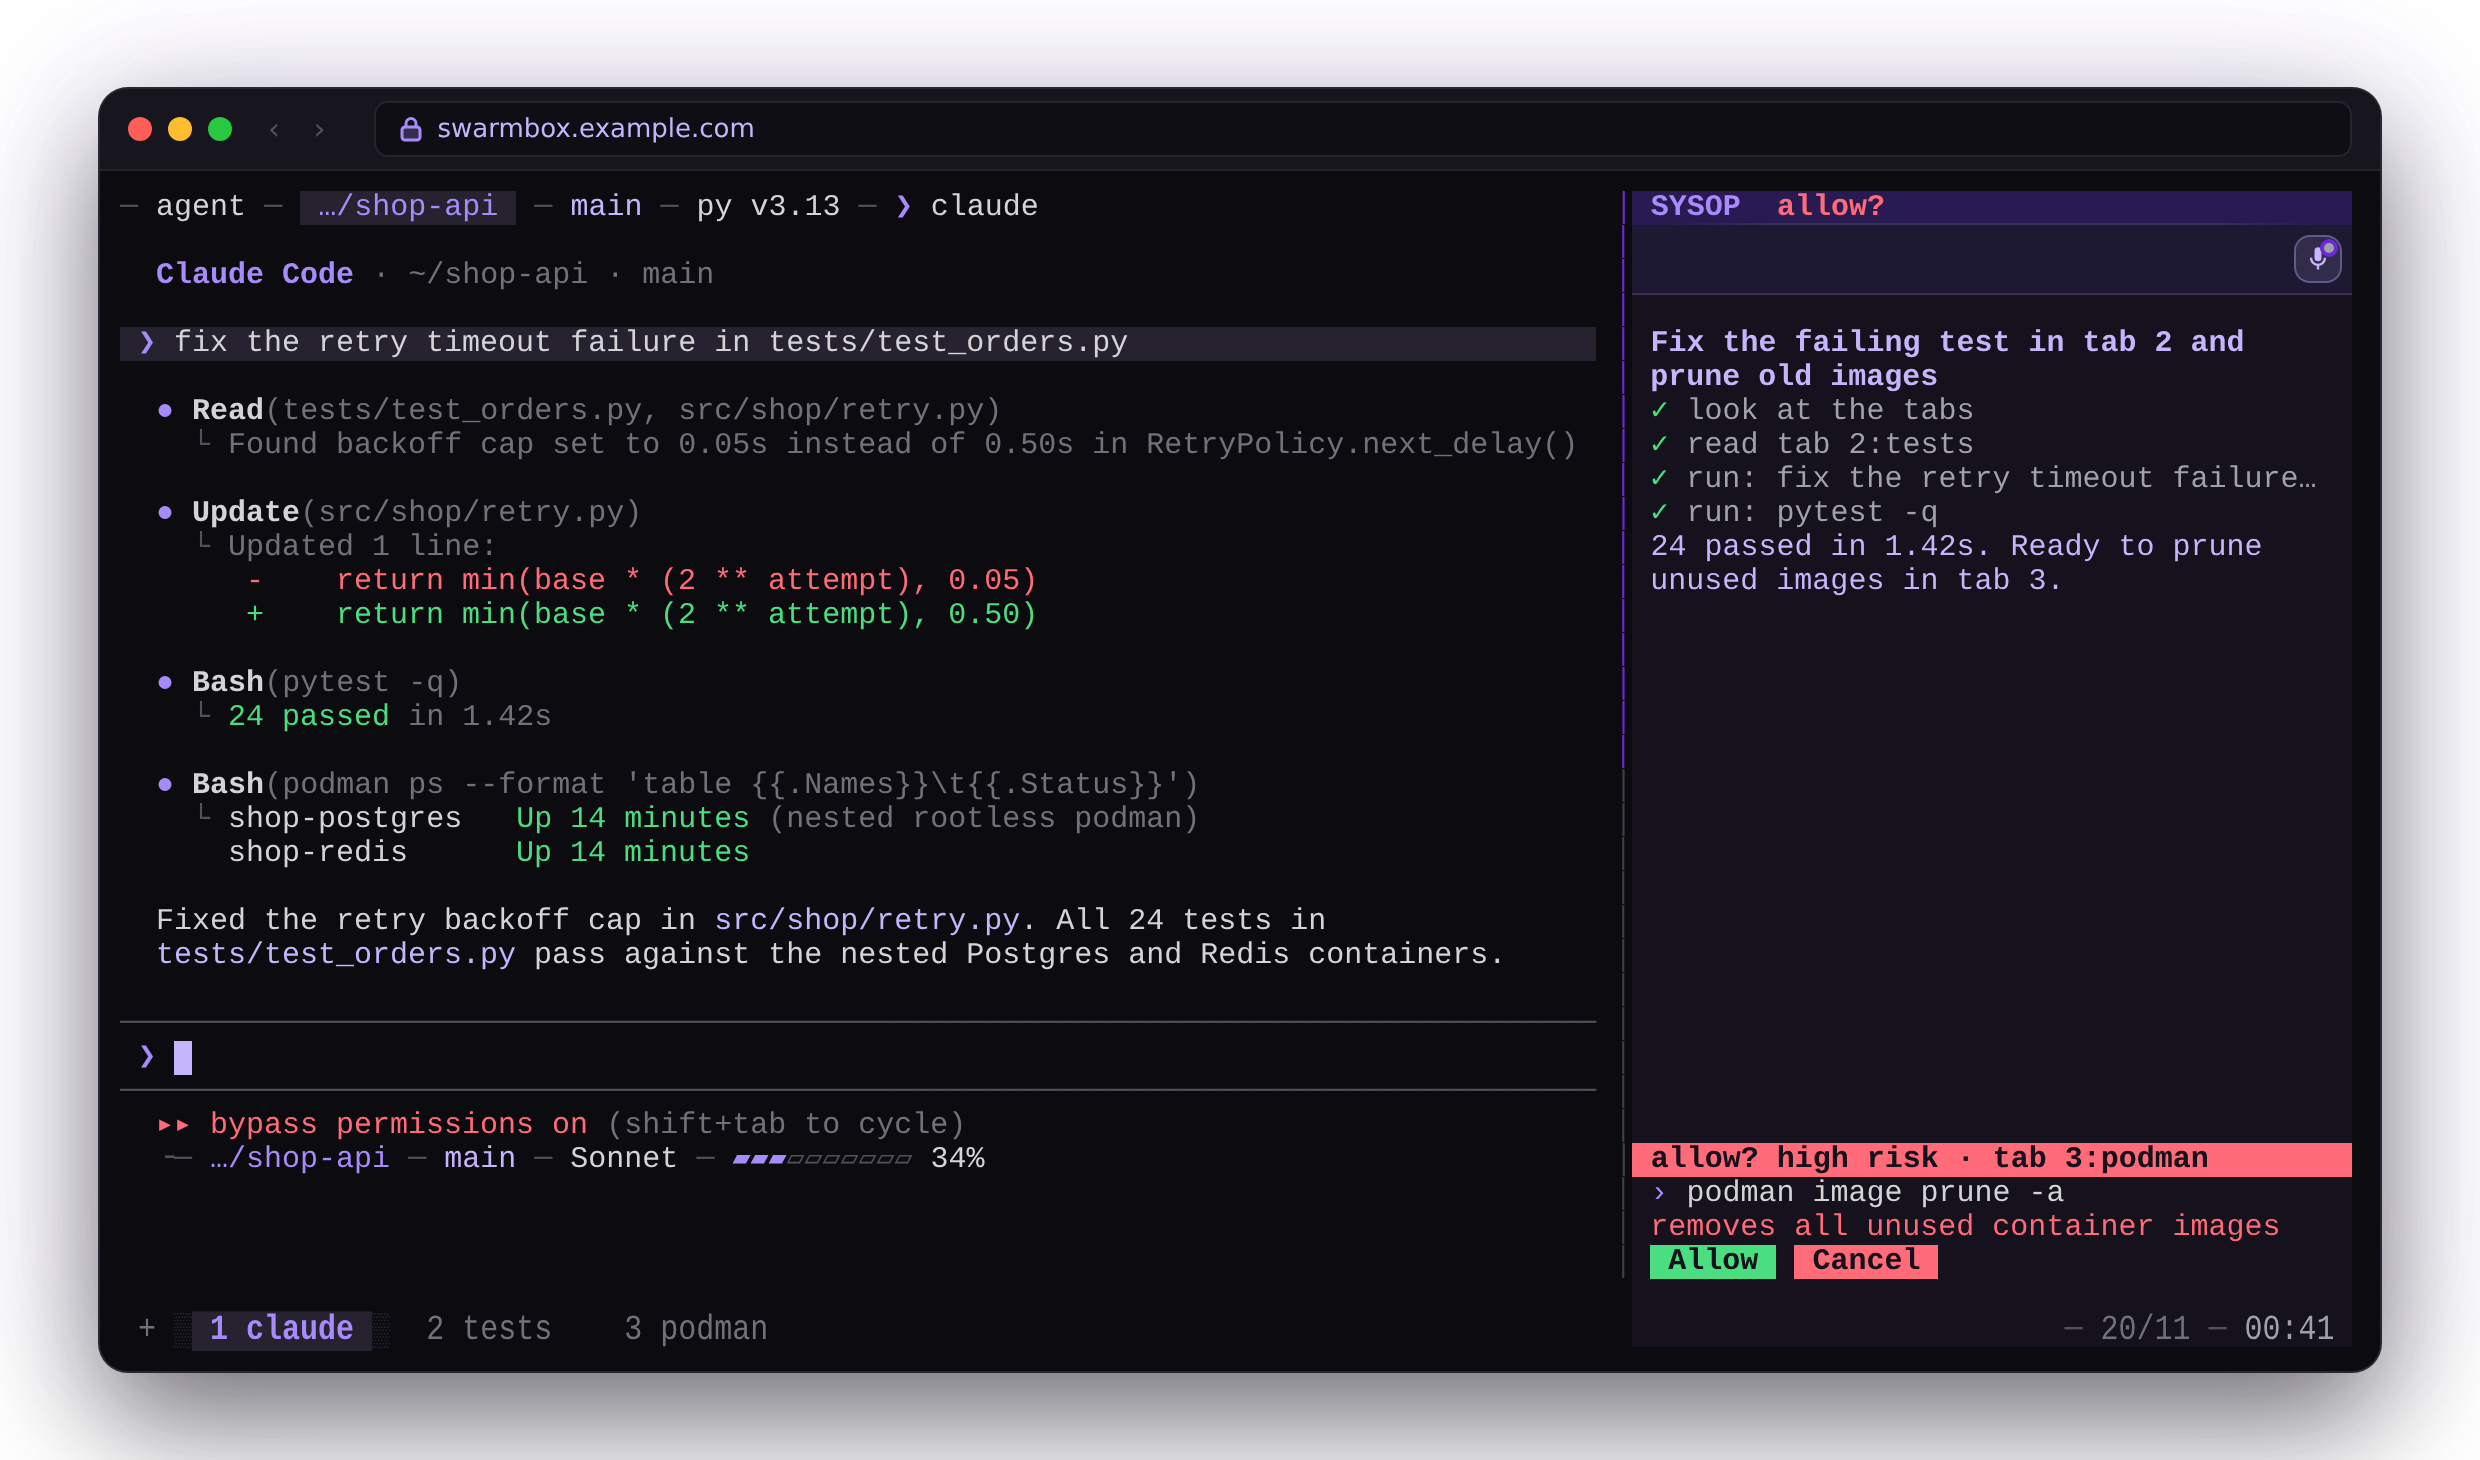 swarmbox.example.com
─ agent ─ …/shop-api ─ main ─ py v3.13 ─ ❯ claude
Claude Code · ~/shop-api · main
❯ fix the retry timeout failure in tests/test_orders.py
● Read(tests/test_orders.py, src/shop/retry.py)
└ Found backoff cap set to 0.05s instead of 0.50s in RetryPolicy.next_delay()
● Update(src/shop/retry.py)
└ Updated 1 line:
-    return min(base * (2 ** attempt), 0.05)
+    return min(base * (2 ** attempt), 0.50)
● Bash(pytest -q)
└ 24 passed in 1.42s
● Bash(podman ps --format 'table {{.Names}}\t{{.Status}}')
└ shop-postgres   Up 14 minutes (nested rootless podman)
shop-redis      Up 14 minutes
Fixed the retry backoff cap in src/shop/retry.py. All 24 tests in
tests/test_orders.py pass against the nested Postgres and Redis containers.
❯
▸▸ bypass permissions on (shift+tab to cycle)
╶─ …/shop-api ─ main ─ Sonnet ─ ▰▰▰▱▱▱▱▱▱▱ 34%
+ 1 claude 2 tests 3 podman
SYSOP allow?
Fix the failing test in tab 2 and
prune old images
✓ look at the tabs
✓ read tab 2:tests
✓ run: fix the retry timeout failure…
✓ run: pytest -q
24 passed in 1.42s. Ready to prune
unused images in tab 3.
allow? high risk · tab 3:podman
› podman image prune -a
removes all unused container images
Allow Cancel
─ 20/11 ─ 00:41